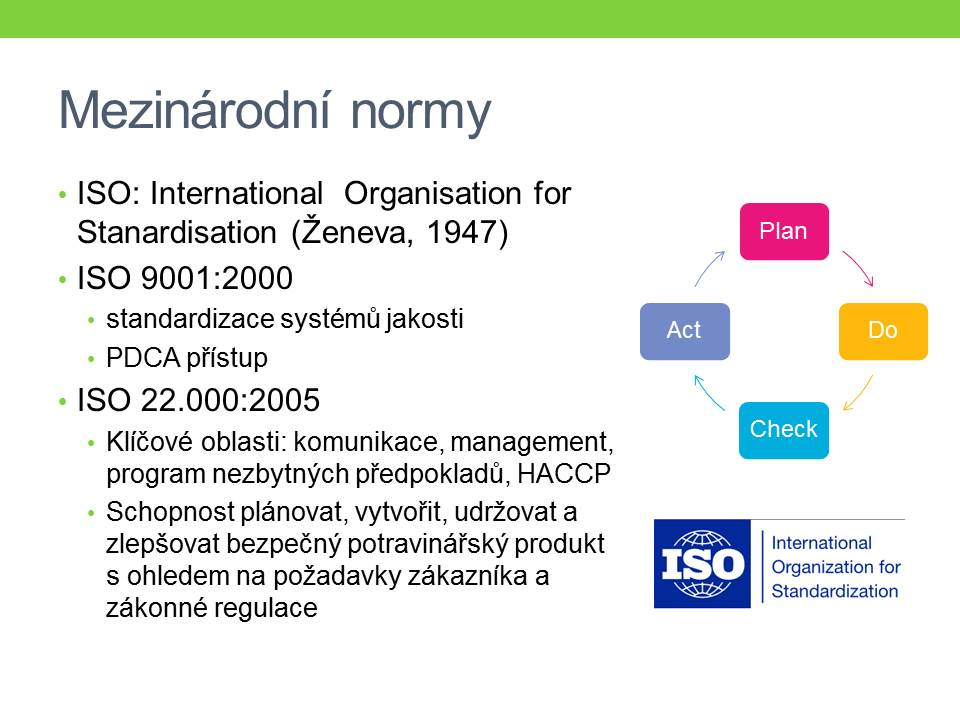 Mezinárodní normy
• ISO: International Organisation for
Stanardisation (Ženeva, 1947)
• ISO 9001:2000
• standardizace systémů jakosti
• PDCA přístup
• ISO 22.000:2005
• Klíčové oblasti: komunikace, management,
program nezbytných předpokladů, HACCP
• Schopnost plánovat, vytvořit, udržovat a
zlepšovat bezpečný potravinářský produkt
s ohledem na požadavky zákazníka a
zákonné regulace
Plan
Do
Check
Act
ISO
International
Organization for
Standardization